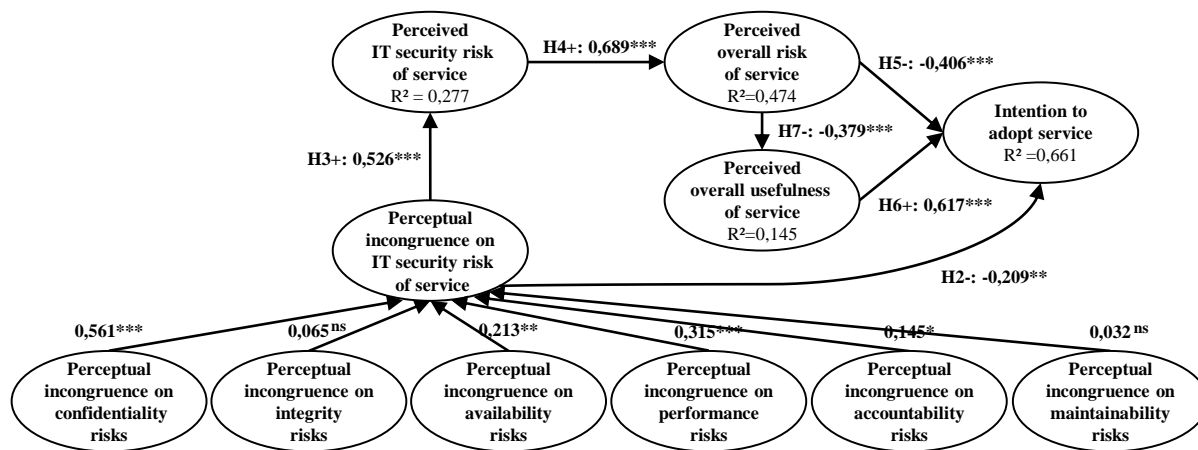 Perceived
IT security risk
of service
R² = 0,277
H4+: 0,689***
Perceived
overall risk
of service
R²=0,474
H5-: -0,406***
Intention to
adopt service
R² =0,661
H3+: 0,526***
H7-: -0,379***
Perceived
overall usefulness
of service
R²=0,145
H6+: 0,617***
Perceptual
incongruence on
IT security risk
of service
H2-: -0,209**
0,561***
0,065 ns
0,213**
0,315***
0,145*
0,032 ns
Perceptual
incongruence on
confidentiality
risks
Perceptual
incongruence on
integrity
risks
Perceptual
incongruence on
availability
risks
Perceptual
incongruence on
performance
risks
Perceptual
incongruence on
accountability
risks
Perceptual
incongruence on
maintainability
risks